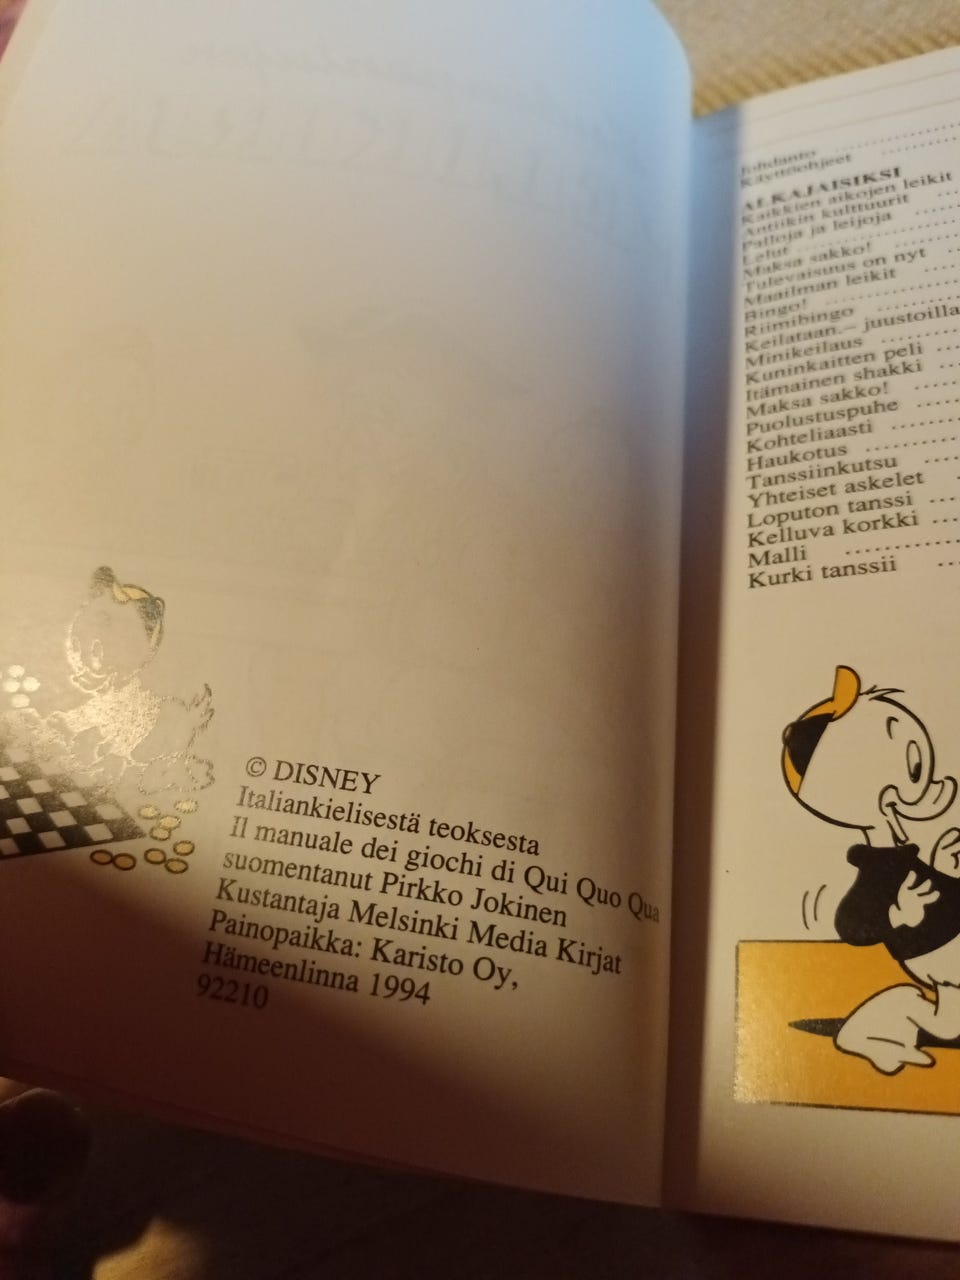 © DISNEY
Italiankielisestä teoksesta
Il manuale dei giochi di Qui Quo Qua
suomentanut Pirkko Jokinen
Kustantaja Melsinki Media Kirjat
Painopaikka: Karisto Oy,
Hämeenlinna 1994
92210
Johdanto ..........
Käyttöohjeet ..........
ALKAJAISIKSI
Kaikkien aikojen leikit
Antiikin kulttuurit ...
Palloja ja leijoja .....
Lelut ..........
Maksa sakko! ......
Tulevaisuus on nyt ...
Maailman leikit ....
Bingo! ..........
Riimibingo ........
Keilataan.– juustoilla
Minikeilaus ........
Kuninkaitten peli ...
Itämainen shakki ...
Maksa sakko! .....
Puolustuspuhe .....
Kohteliaasti .......
Haukotus .........
Tanssiinkutsu ....
Yhteiset askelet .
Loputon tanssi ...
Kelluva korkki ...
Malli ..........
Kurki tanssii ...